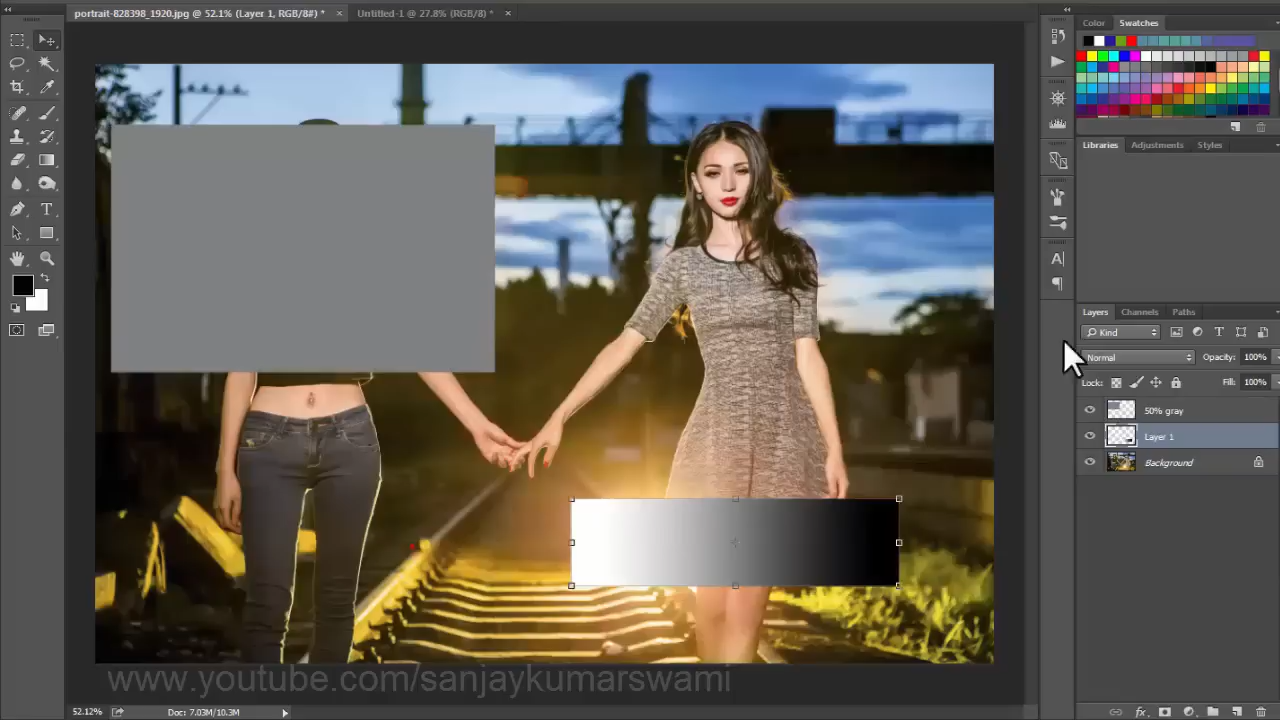 portrait-828398_1920.jpg @ 52.1% (Layer 1, RGB/8#) *
Untitled-1 @ 27.8% (RGB/8) *
Color
Swatches
Libraries
Adjustments
Styles
Layers
Channels
Paths
Kind
Normal
Opacity: 100%
Lock:
Fill: 100%
50% gray
Layer 1
Background
www.youtube.com/sanjaykumarswami
52.12%
Doc: 7.03M/10.3M